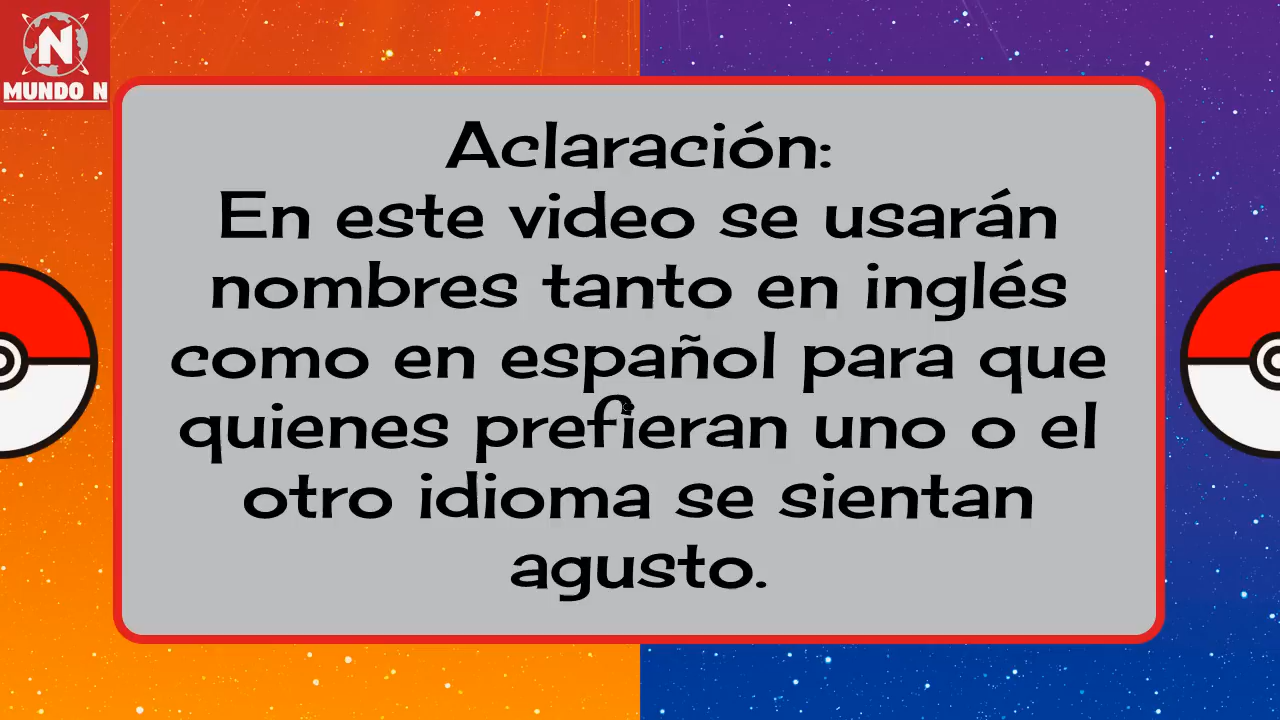 N
MUNDO N
Aclaración:
En este video se usarán
nombres tanto en inglés
como en español para que
quienes prefieran uno o el
otro idioma se sientan
agusto.